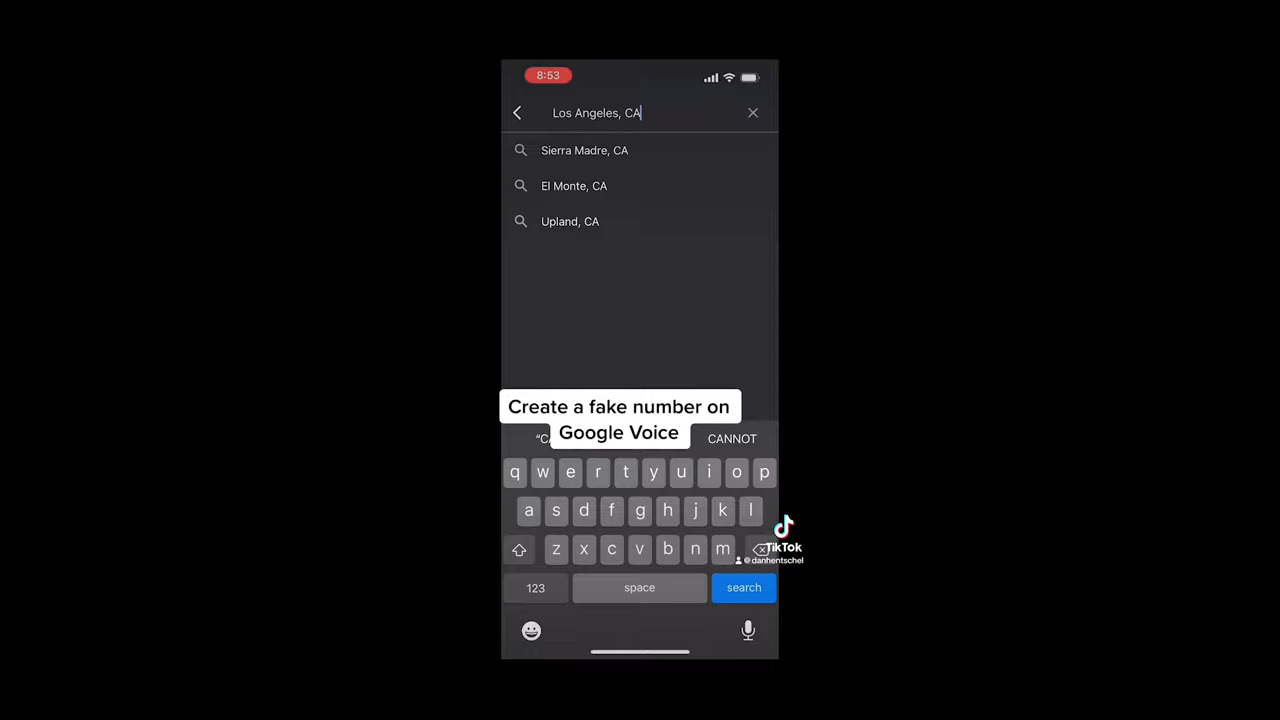 8:53
Los Angeles, CA
Sierra Madre, CA
El Monte, CA
Upland, CA
Create a fake number on
Google Voice
CANNOT
q w e r t y u i o p
a s d f g h j k l
z x c v b n m
TikTok
@danhentschel
123 space search